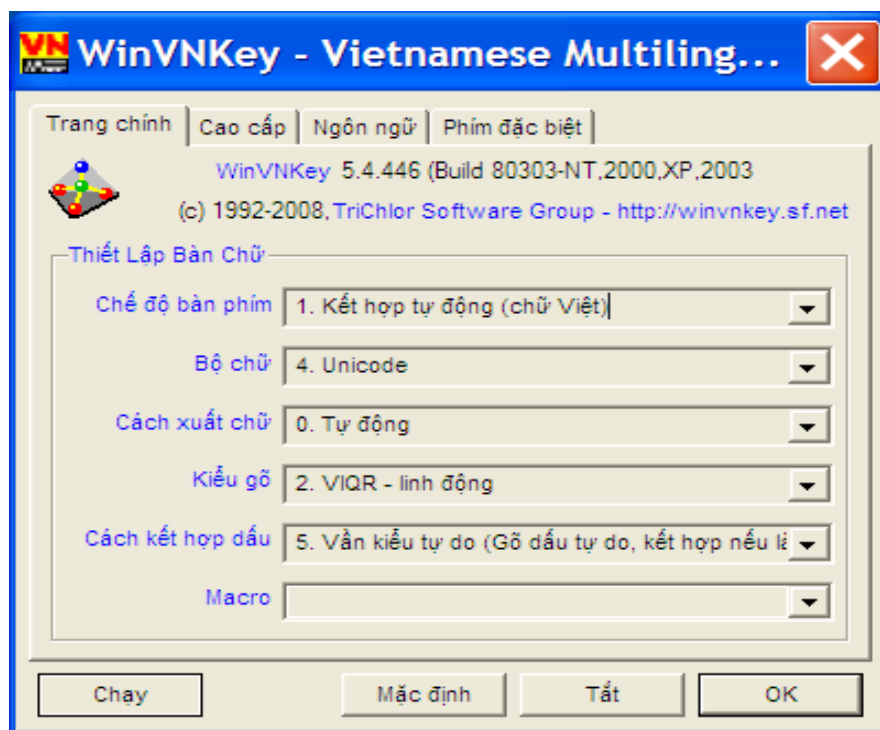 VN
WinVNKey - Vietnamese Multiling...
Trang chính Cao cấp Ngôn ngữ Phím đặc biệt
WinVNKey 5.4.446 (Build 80303-NT,2000,XP,2003
(c) 1992-2008, TriChlor Software Group - http://winvnkey.sf.net
Thiết Lập Bàn Chữ
Chế độ bàn phím 1. Kết hợp tự động (chữ Việt)
Bộ chữ 4. Unicode
Cách xuất chữ 0. Tự động
Kiểu gõ 2. VIQR - linh động
Cách kết hợp dấu 5. Vần kiểu tự do (Gõ dấu tự do, kết hợp nếu
Macro
Chạy Mặc định Tắt OK